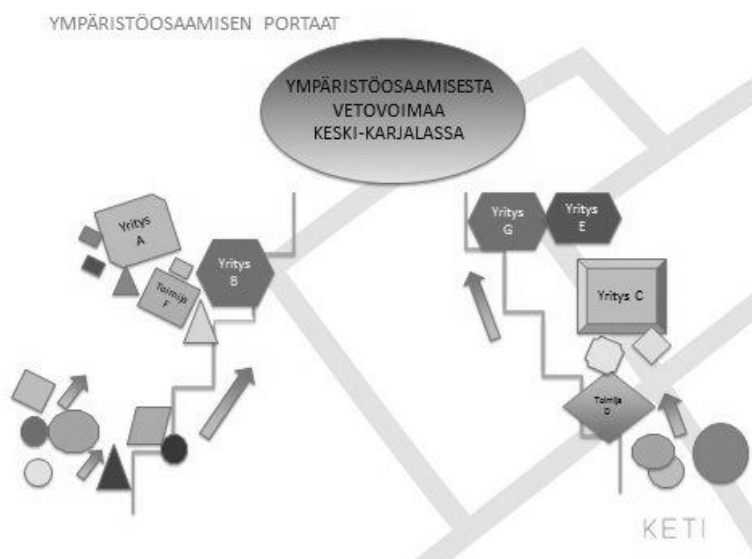 YMPÄRISTÖOSAAMISEN PORTAAT
YMPÄRISTÖOSAAMISESTA
VETOVOIMAA
KESKI-KARJALASSA
Yritys
A
Toimija
F
Yritys
B
Yritys
G
Yritys
E
Yritys C
Toimija
D
KETI